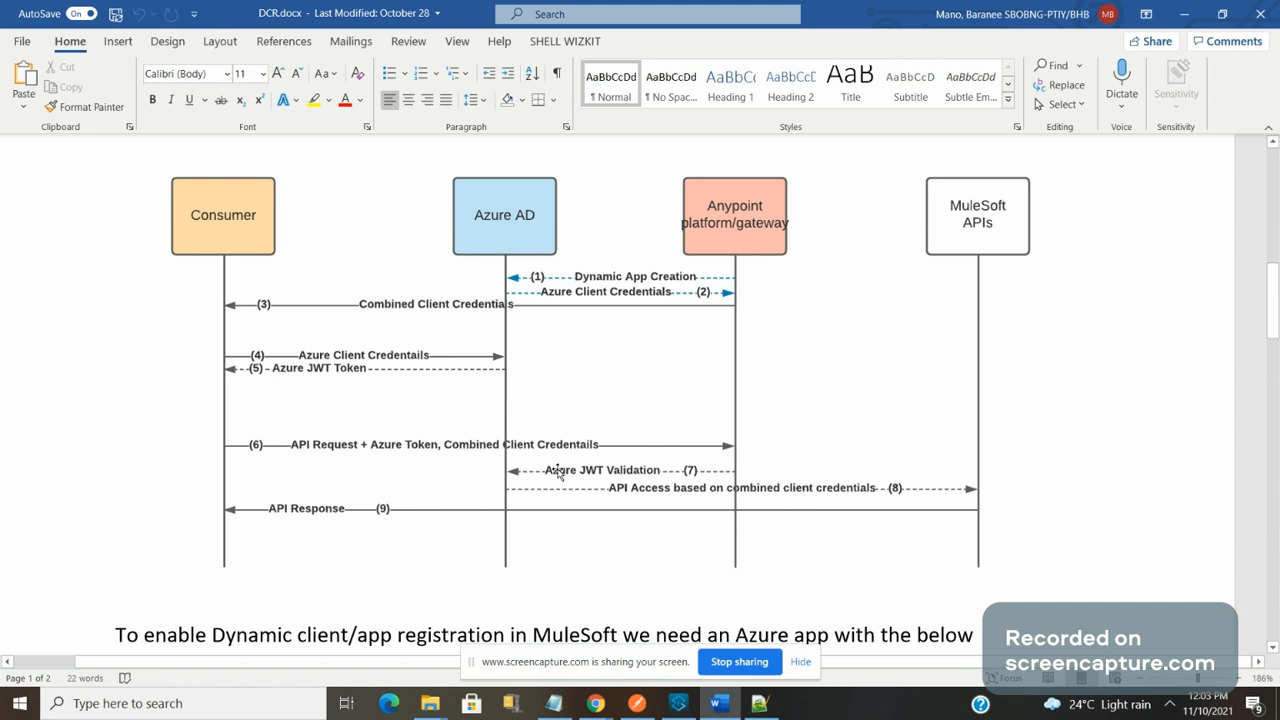 AutoSave On DCR.docx - Last Modified: October 28 Search Mano, Baranee SBOBNG-PTIY/BHB MB
File Home Insert Design Layout References Mailings Review View Help SHELL WIZKIT Share Comments
Paste
Cut
Copy
Format Painter
Clipboard
Calibri (Body) 11
Font
Paragraph
AaBbCcDd AaBbCcDd AaBbCc AaBbCcD AaB AaBbCcD AaBbCcDd
¶ Normal ¶ No Spac... Heading 1 Heading 2 Title Subtitle Subtle Em...
Styles
Find
Replace
Select
Editing
Dictate
Voice
Sensitivity
Sensitivity
Consumer
Azure AD
Anypoint
platform/gateway
MuleSoft
APIs
(1) Dynamic App Creation
Azure Client Credentials (2)
(3) Combined Client Credentials
(4) Azure Client Credentails
(5) Azure JWT Token
(6) API Request + Azure Token, Combined Client Credentails
Azure JWT Validation (7)
API Access based on combined client credentials (8)
API Response (9)
To enable Dynamic client/app registration in MuleSoft we need an Azure app with the below
Recorded on
screencapture.com
www.screencapture.com is sharing your screen. Stop sharing Hide
Page 1 of 2 22 words Focus 186%
Type here to search 24°C Light rain 12:03 PM
11/10/2021